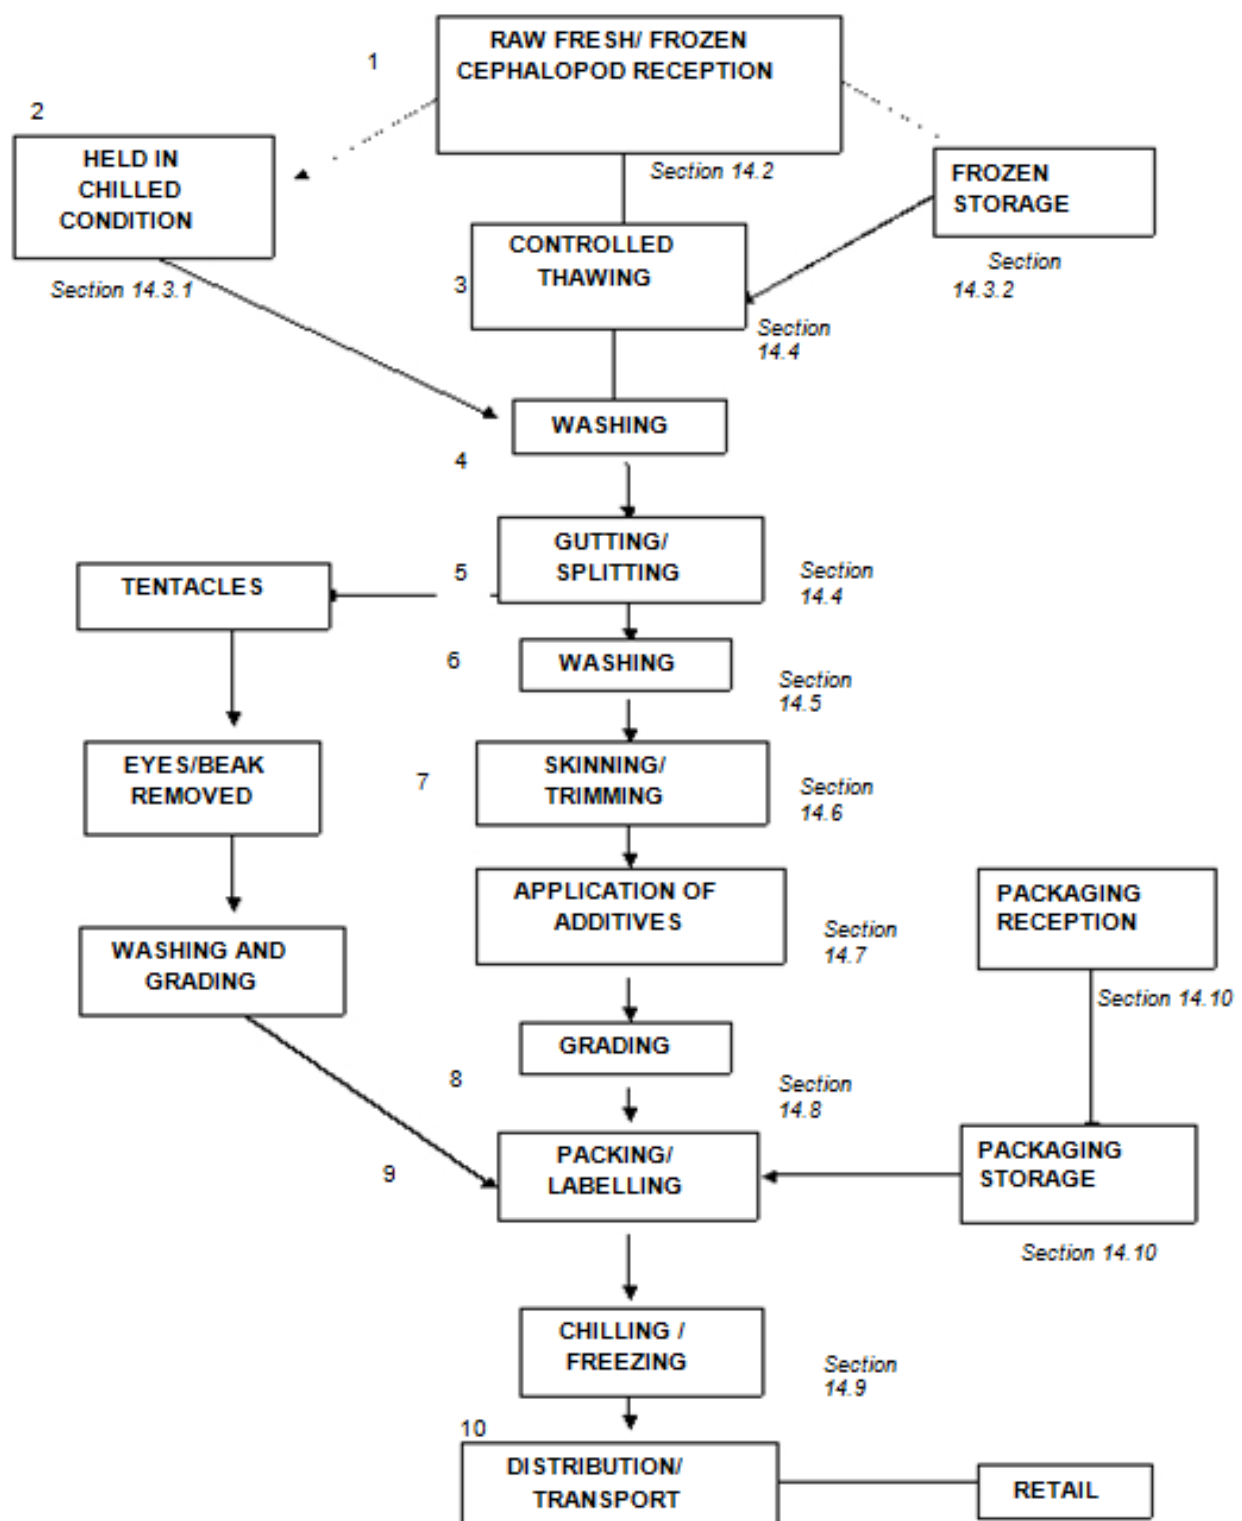 1
RAW FRESH/ FROZEN
CEPHALOPOD RECEPTION
Section 14.2
2
HELD IN
CHILLED
CONDITION
Section 14.3.1
FROZEN
STORAGE
Section
14.3.2
3
CONTROLLED
THAWING
Section
14.4
WASHING
4
GUTTING/
SPLITTING
5
Section
14.4
TENTACLES
6
WASHING
Section
14.5
EYES/BEAK
REMOVED
7
SKINNING/
TRIMMING
Section
14.6
APPLICATION OF
ADDITIVES
Section
14.7
PACKAGING
RECEPTION
Section 14.10
WASHING AND
GRADING
GRADING
8
Section
14.8
9
PACKING/
LABELLING
PACKAGING
STORAGE
Section 14.10
CHILLING /
FREEZING
Section
14.9
10
DISTRIBUTION/
TRANSPORT
RETAIL